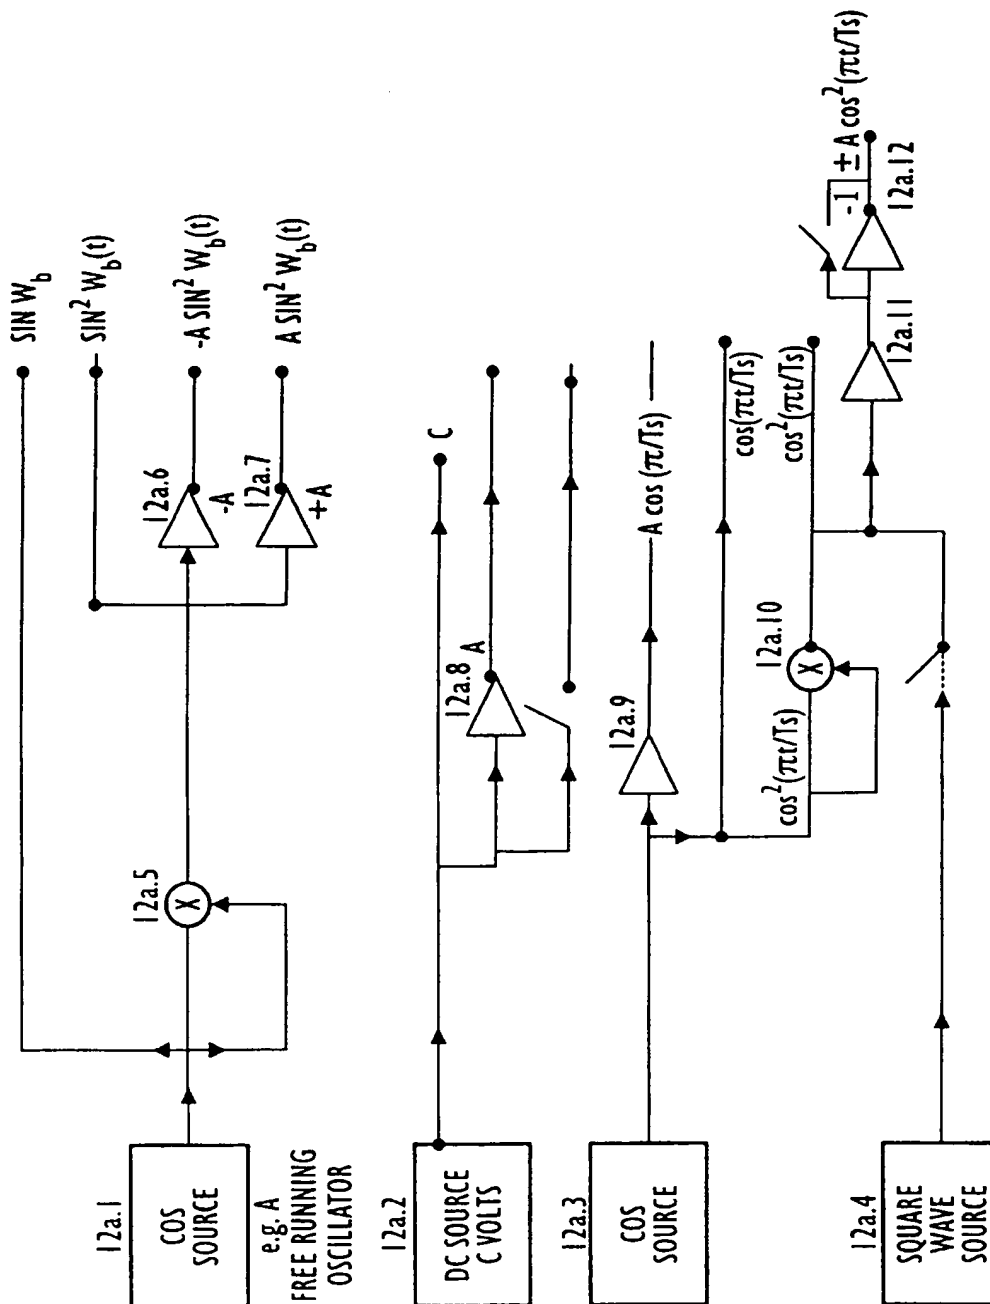 12a.1
COS
SOURCE
e.g. A
FREE RUNNING
OSCILLATOR
12a.5
X
12a.6
-A
12a.7
+A
SIN W_b
SIN² W_b(t)
-A SIN² W_b(t)
A SIN² W_b(t)
12a.2
DC SOURCE
C VOLTS
C
12a.8
A
12a.3
COS
SOURCE
12a.9
A cos (π/Ts)
cos(πt/Ts)
cos²(πt/Ts)
12a.10
X
cos²(πt/Ts)
12a.11
-1
± A cos²(πt/Ts)
12a.12
12a.4
SQUARE
WAVE
SOURCE